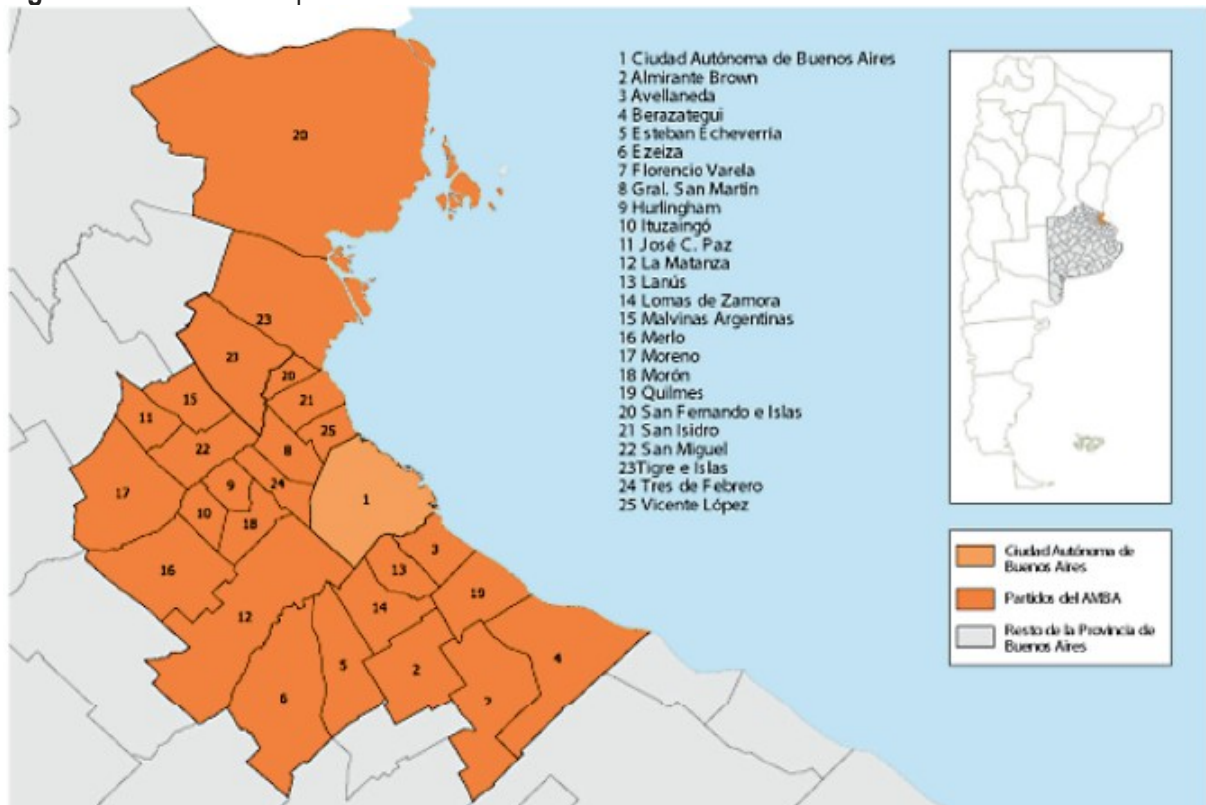 1 Ciudad Autónoma de Buenos Aires
2 Almirante Brown
3 Avellaneda
4 Berazategui
5 Esteban Echeverría
6 Ezeiza
7 Florencio Varela
8 Gral. San Martín
9 Hurlingham
10 Ituzaingó
11 José C. Paz
12 La Matanza
13 Lanús
14 Lomas de Zamora
15 Malvinas Argentinas
16 Merlo
17 Moreno
18 Morón
19 Quilmes
20 San Fernando e Islas
21 San Isidro
22 San Miguel
23Tigre e Islas
24 Tres de Febrero
25 Vicente López
20
23
23
20
21
15
11
25
22
8
9
24
17
1
10
18
3
16
13
19
14
12
4
5
2
6
Ciudad Autónoma de
Buenos Aires
Partidos del AMBA
Resto de la Provincia de
Buenos Aires